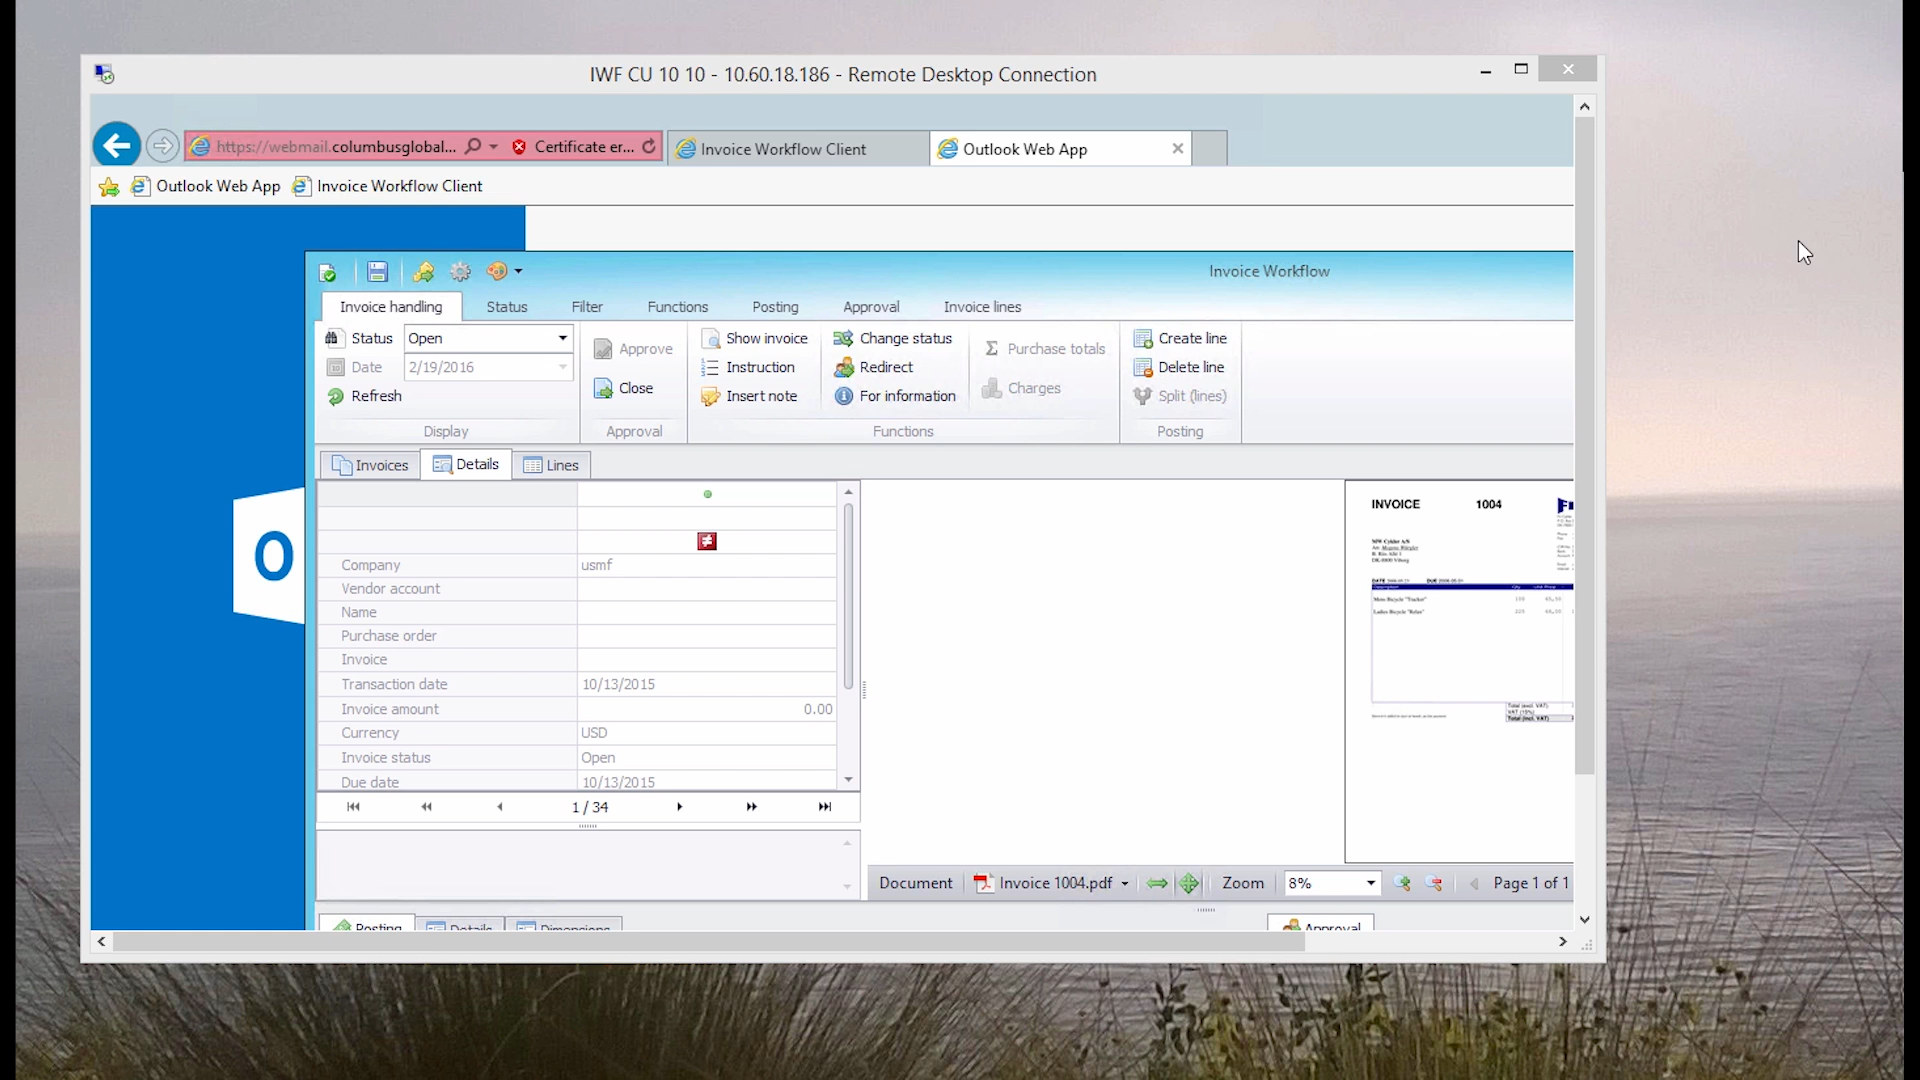 IWF CU 10 10 - 10.60.18.186 - Remote Desktop Connection
https://webmail.columbusglobal... Certificate er... Invoice Workflow Client Outlook Web App
Outlook Web App Invoice Workflow Client
Invoice Workflow
Invoice handling Status Filter Functions Posting Approval Invoice lines
Status Open Approve Show invoice Change status Purchase totals Create line
Date 2/19/2016 Close Instruction Redirect Charges Delete line
Refresh Insert note For information Split (lines)
Display Approval Functions Posting
Invoices Details Lines
INVOICE 1004
Company usmf
Vendor account
Name
Purchase order
Invoice
Transaction date 10/13/2015
Invoice amount 0.00
Currency USD
Invoice status Open
Due date 10/13/2015
O
1 / 34
Document Invoice 1004.pdf Zoom 8% Page 1 of 1
Posting Details Dimensions Approval